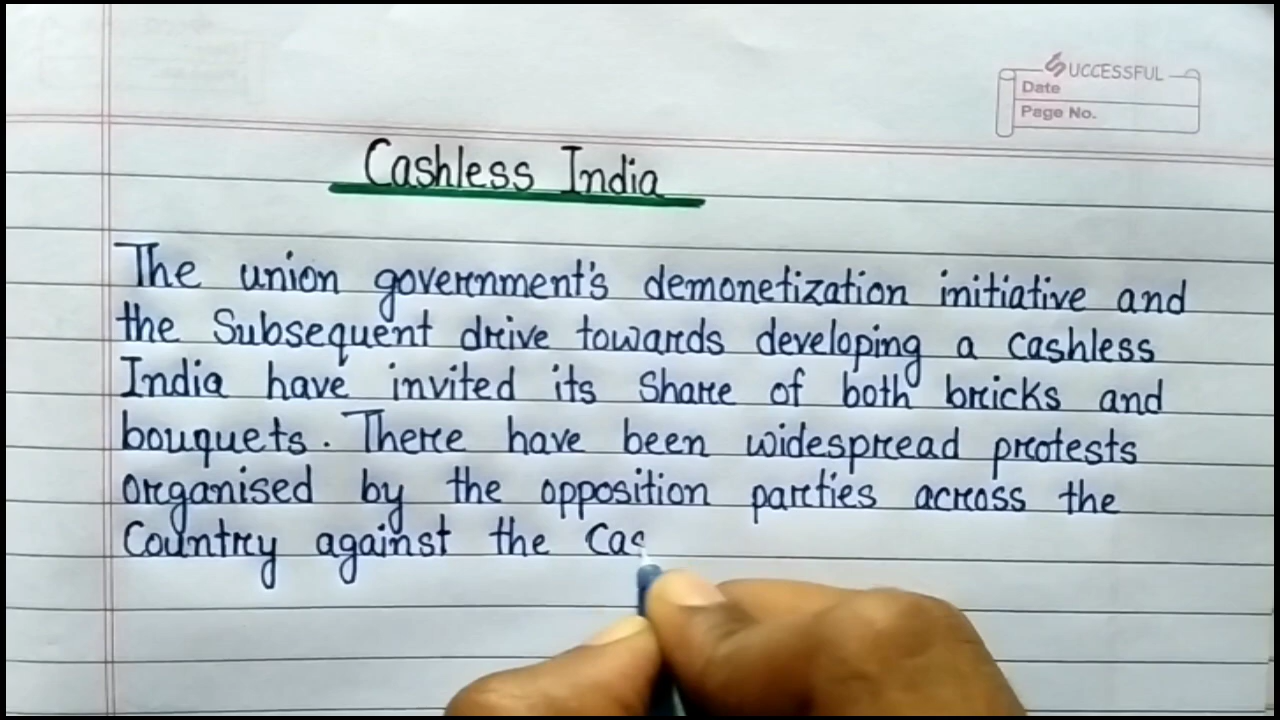 SUCCESSFUL
Date
Page No.
Cashless India
The union government's demonetization initiative and
the Subsequent drive towards developing a cashless
India have invited its Share of both bricks and
bouquets. There have been widespread protests
organised by the opposition parties across the
Country against the Cas